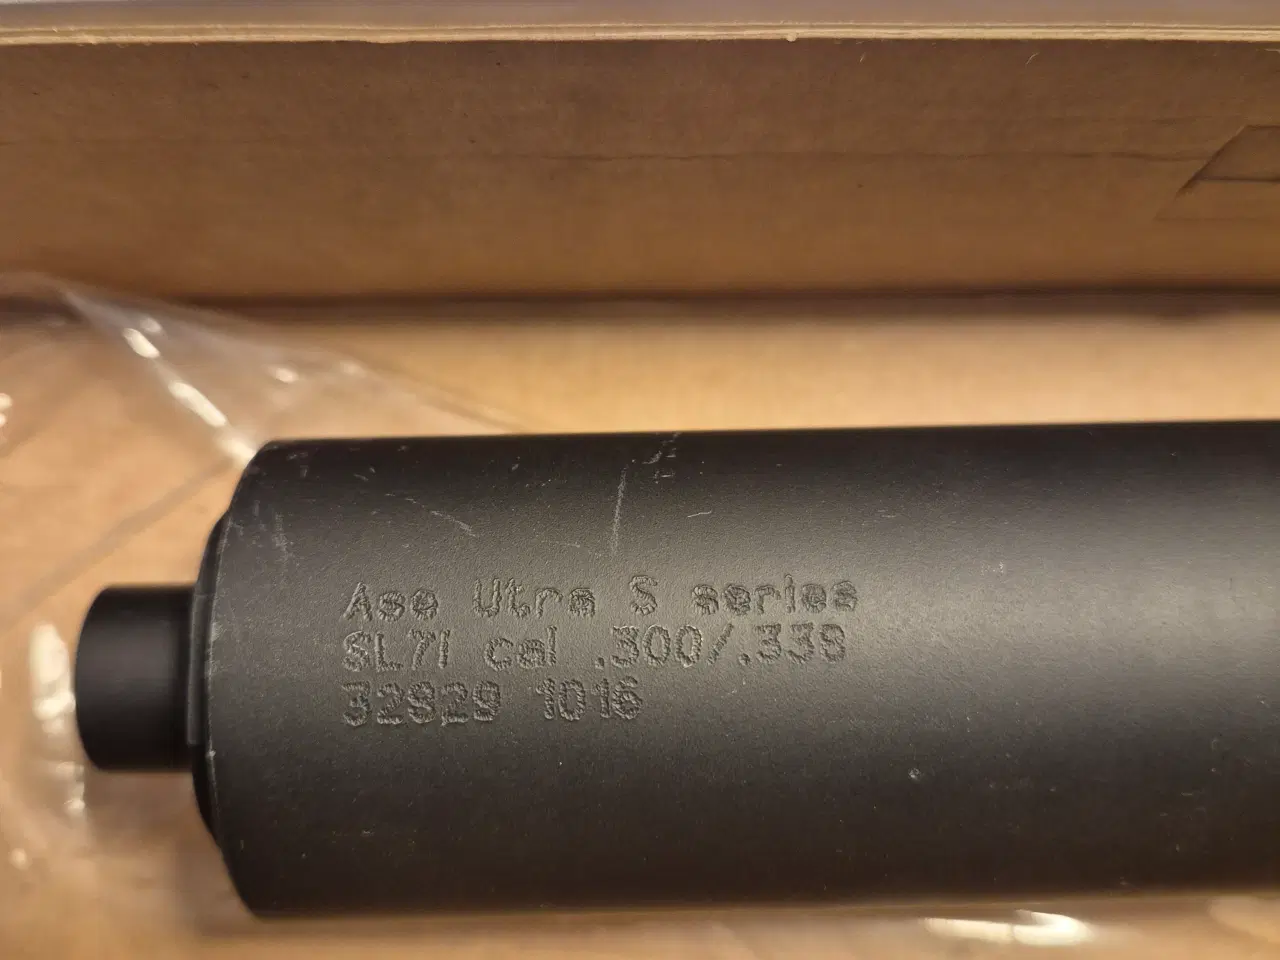 Ase Utra S series
SL7i cal .300/.338
32829 1016